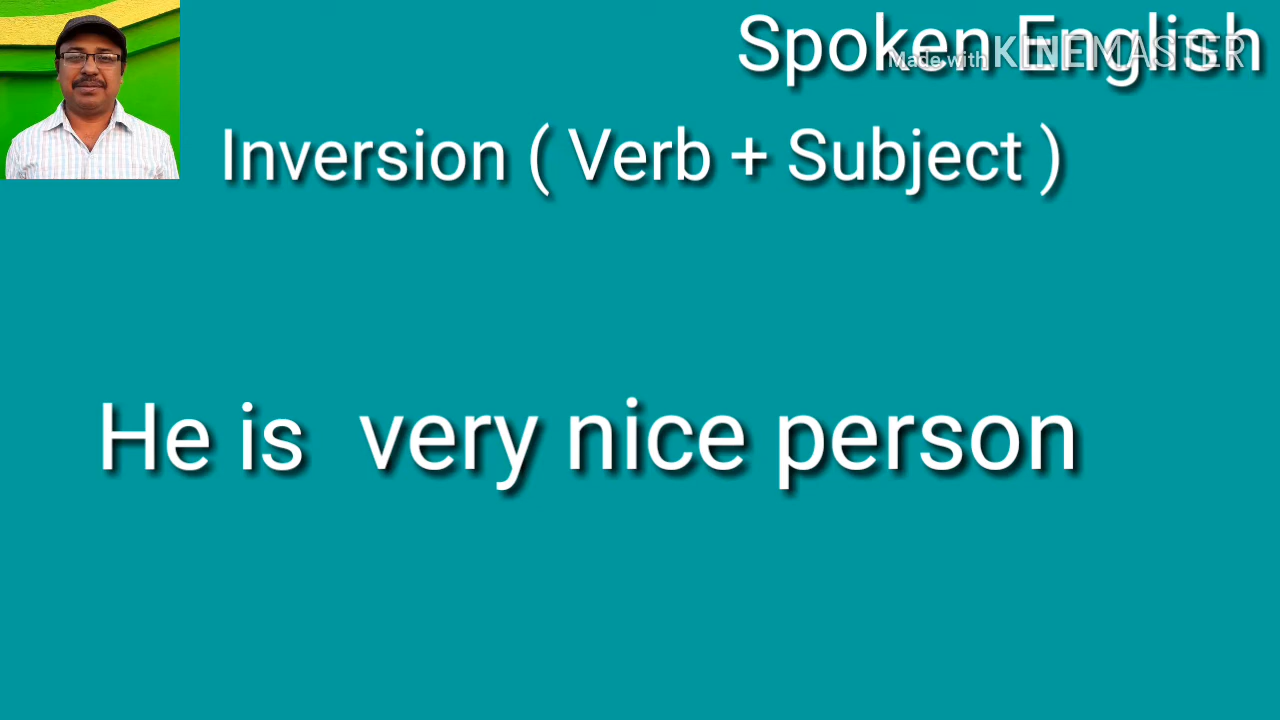 Spoken English
Made with KINEMASTER
Inversion ( Verb + Subject )
He is very nice person